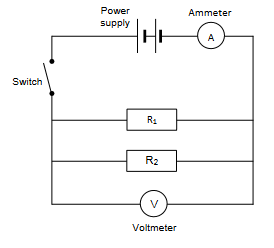 Power
supply
Ammeter
A
Switch
R₁
R₂
V
Voltmeter